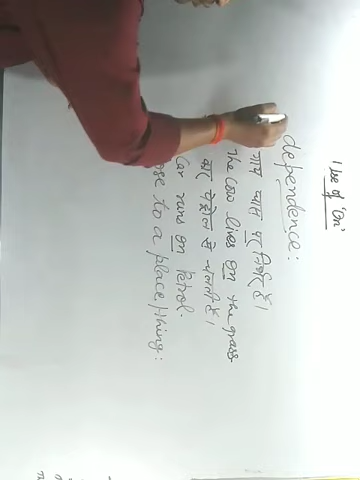 Use of 'On'
dependence:
गाय घास पर निर्भर है।
The Cow lives on the grass
कार पेट्रोल से चलती है।
Car runs on Petrol.
to a place/thing: